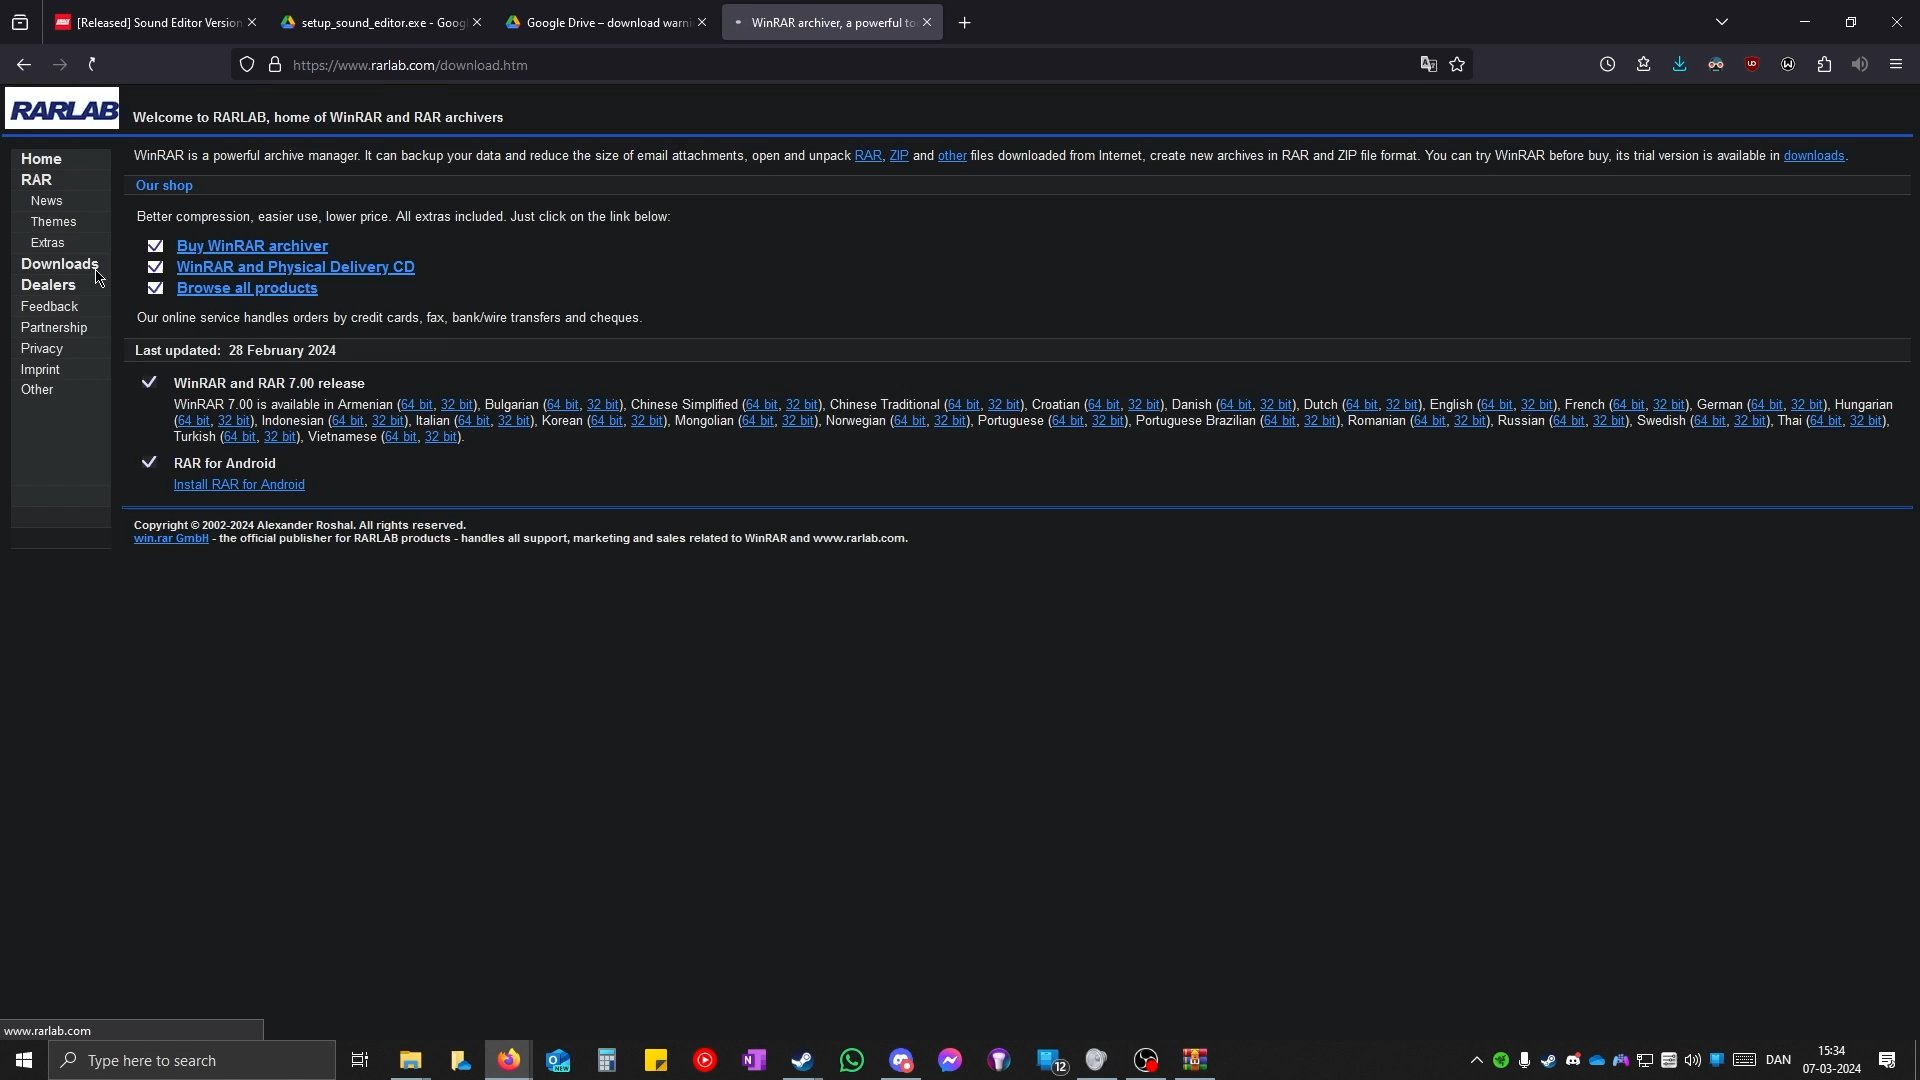 [Released] Sound Editor Version
setup_sound_editor.exe - Goog
Google Drive – download warni
WinRAR archiver, a powerful to
https://www.rarlab.com/download.htm
RARLAB
Welcome to RARLAB, home of WinRAR and RAR archivers
Home
RAR
News
Themes
Extras
Downloads
Dealers
Feedback
Partnership
Privacy
Imprint
Other
WinRAR is a powerful archive manager. It can backup your data and reduce the size of email attachments, open and unpack RAR, ZIP and other files downloaded from Internet, create new archives in RAR and ZIP file format. You can try WinRAR before buy, its trial version is available in downloads.
Our shop
Better compression, easier use, lower price. All extras included. Just click on the link below:
Buy WinRAR archiver
WinRAR and Physical Delivery CD
Browse all products
Our online service handles orders by credit cards, fax, bank/wire transfers and cheques.
Last updated: 28 February 2024
WinRAR and RAR 7.00 release
WinRAR 7.00 is available in Armenian (64 bit, 32 bit), Bulgarian (64 bit, 32 bit), Chinese Simplified (64 bit, 32 bit), Chinese Traditional (64 bit, 32 bit), Croatian (64 bit, 32 bit), Danish (64 bit, 32 bit), Dutch (64 bit, 32 bit), English (64 bit, 32 bit), French (64 bit, 32 bit), German (64 bit, 32 bit), Hungarian
(64 bit, 32 bit), Indonesian (64 bit, 32 bit), Italian (64 bit, 32 bit), Korean (64 bit, 32 bit), Mongolian (64 bit, 32 bit), Norwegian (64 bit, 32 bit), Portuguese (64 bit, 32 bit), Portuguese Brazilian (64 bit, 32 bit), Romanian (64 bit, 32 bit), Russian (64 bit, 32 bit), Swedish (64 bit, 32 bit), Thai (64 bit, 32 bit),
Turkish (64 bit, 32 bit), Vietnamese (64 bit, 32 bit).
RAR for Android
Install RAR for Android
Copyright © 2002-2024 Alexander Roshal. All rights reserved.
win.rar GmbH - the official publisher for RARLAB products - handles all support, marketing and sales related to WinRAR and www.rarlab.com.
www.rarlab.com
Type here to search
12
DAN
15:34
07-03-2024